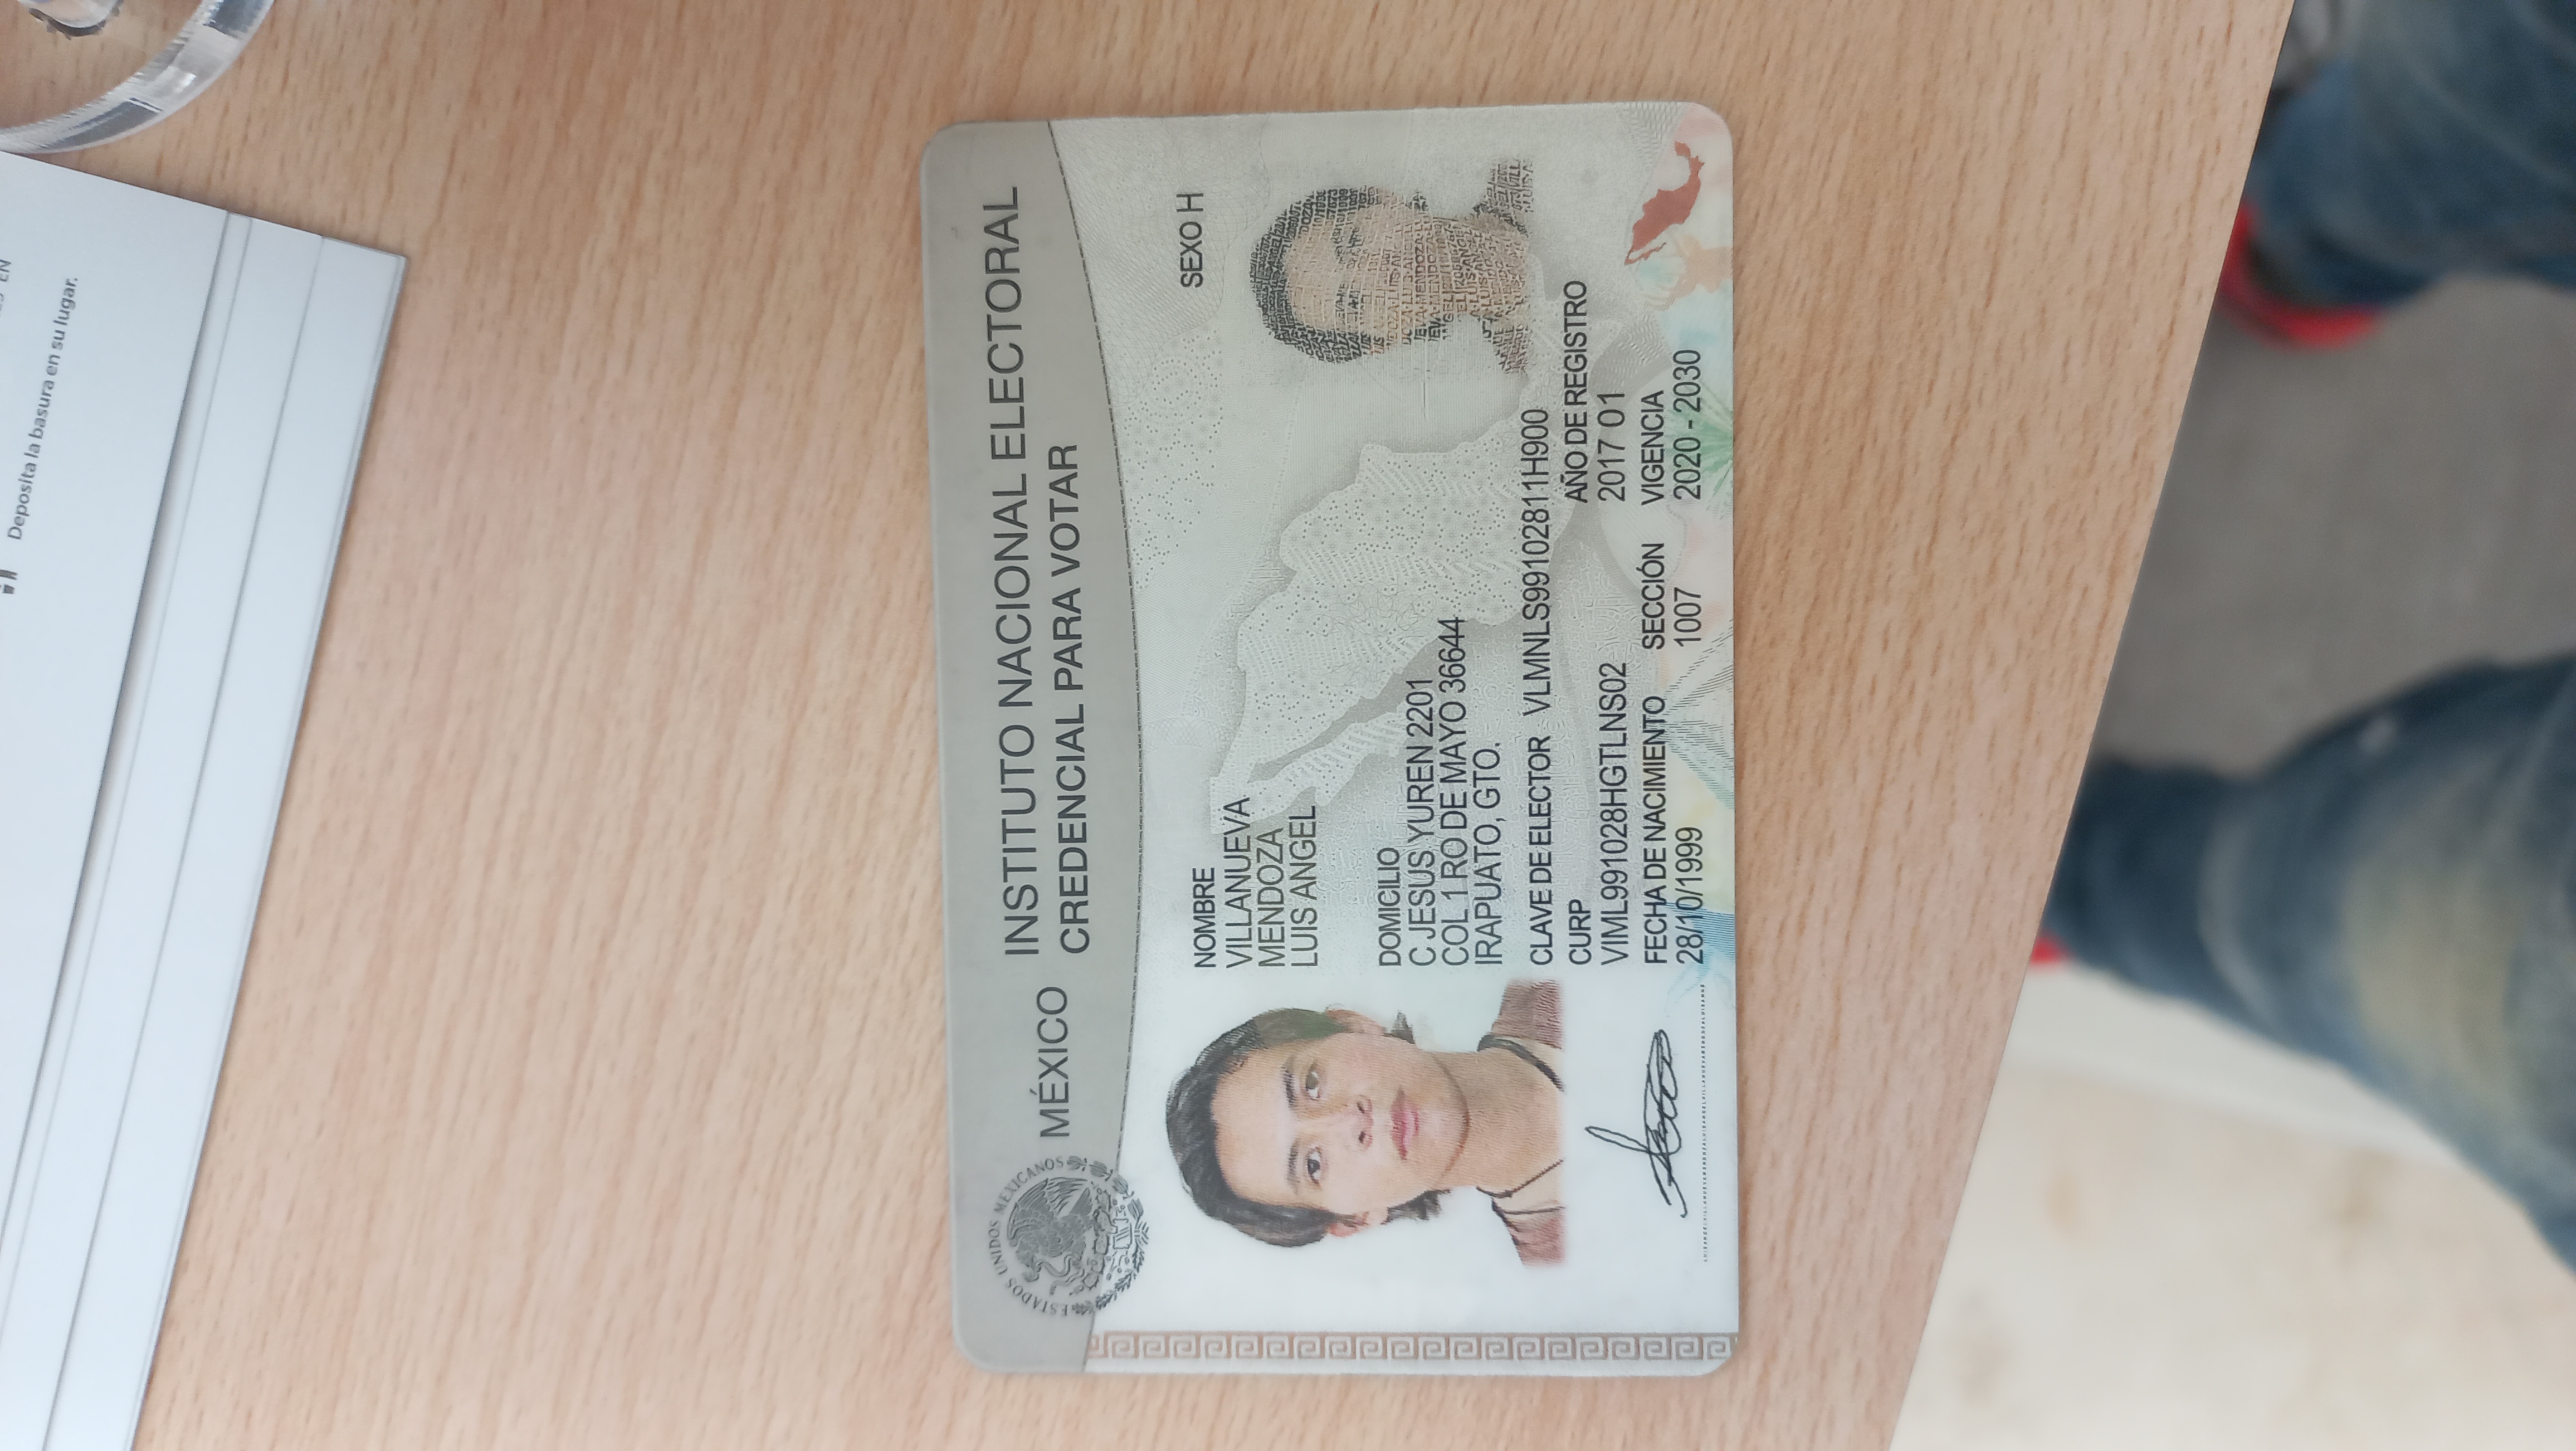 Deposita la basura en su lugar.
EN
ESTADOS UNIDOS MEXICANOS
MÉXICO INSTITUTO NACIONAL ELECTORAL
CREDENCIAL PARA VOTAR
NOMBRE
VILLANUEVA
MENDOZA
LUIS ANGEL
SEXO H
DOMICILIO
C JESUS YUREN 2201
COL 1 RO DE MAYO 36644
IRAPUATO, GTO.
CLAVE DE ELECTOR VLMNLS99102811H900
CURP
VIML991028HGTLNS02
AÑO DE REGISTRO
2017 01
FECHA DE NACIMIENTO
28/10/1999
SECCIÓN
1007
VIGENCIA
2020 - 2030